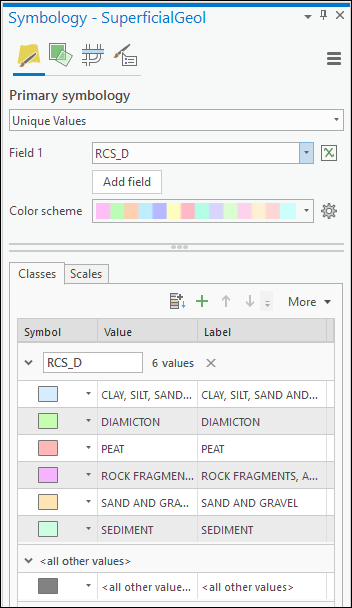 Symbology - SuperficialGeol
Primary symbology
Unique Values
Field 1 RCS_D
Add field
Color scheme
Classes Scales
More
Symbol Value Label
RCS_D 6 values
CLAY, SILT, SAND... CLAY, SILT, SAND AND...
DIAMICTON DIAMICTON
PEAT PEAT
ROCK FRAGMEN... ROCK FRAGMENTS, A...
SAND AND GRAV... SAND AND GRAVEL
SEDIMENT SEDIMENT
<all other values>
<all other value... <all other values>